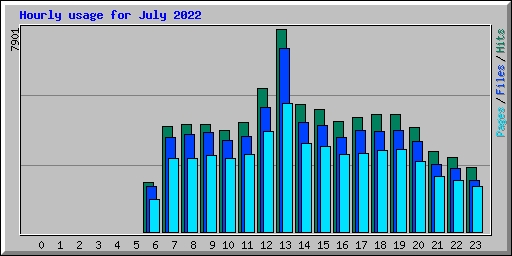 Hourly usage for July 2022
7901
Pages/Files/Hits
0 1 2 3 4 5 6 7 8 9 10 11 12 13 14 15 16 17 18 19 20 21 22 23